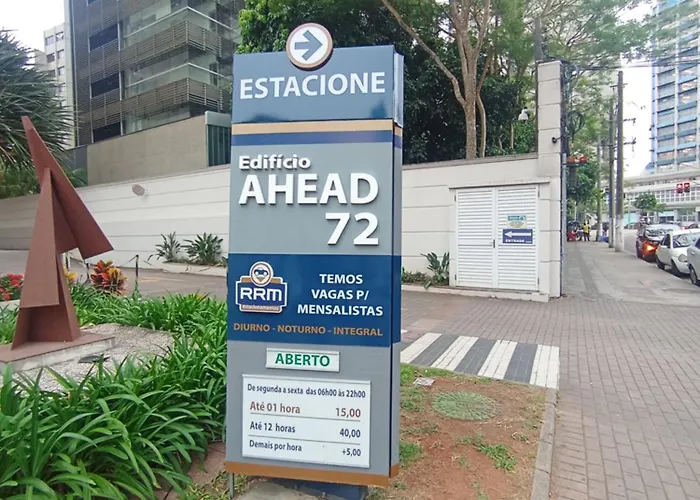 ESTACIONE
Edifício
AHEAD
72
RRM
Estacionamentos
TEMOS
VAGAS P/
MENSALISTAS
DIURNO - NOTURNO - INTEGRAL
ABERTO
De segunda a sexta das 06h00 às 22h00
Até 01 hora 15,00
Até 12 horas 40,00
Demais por hora +5,00
ENTRADA